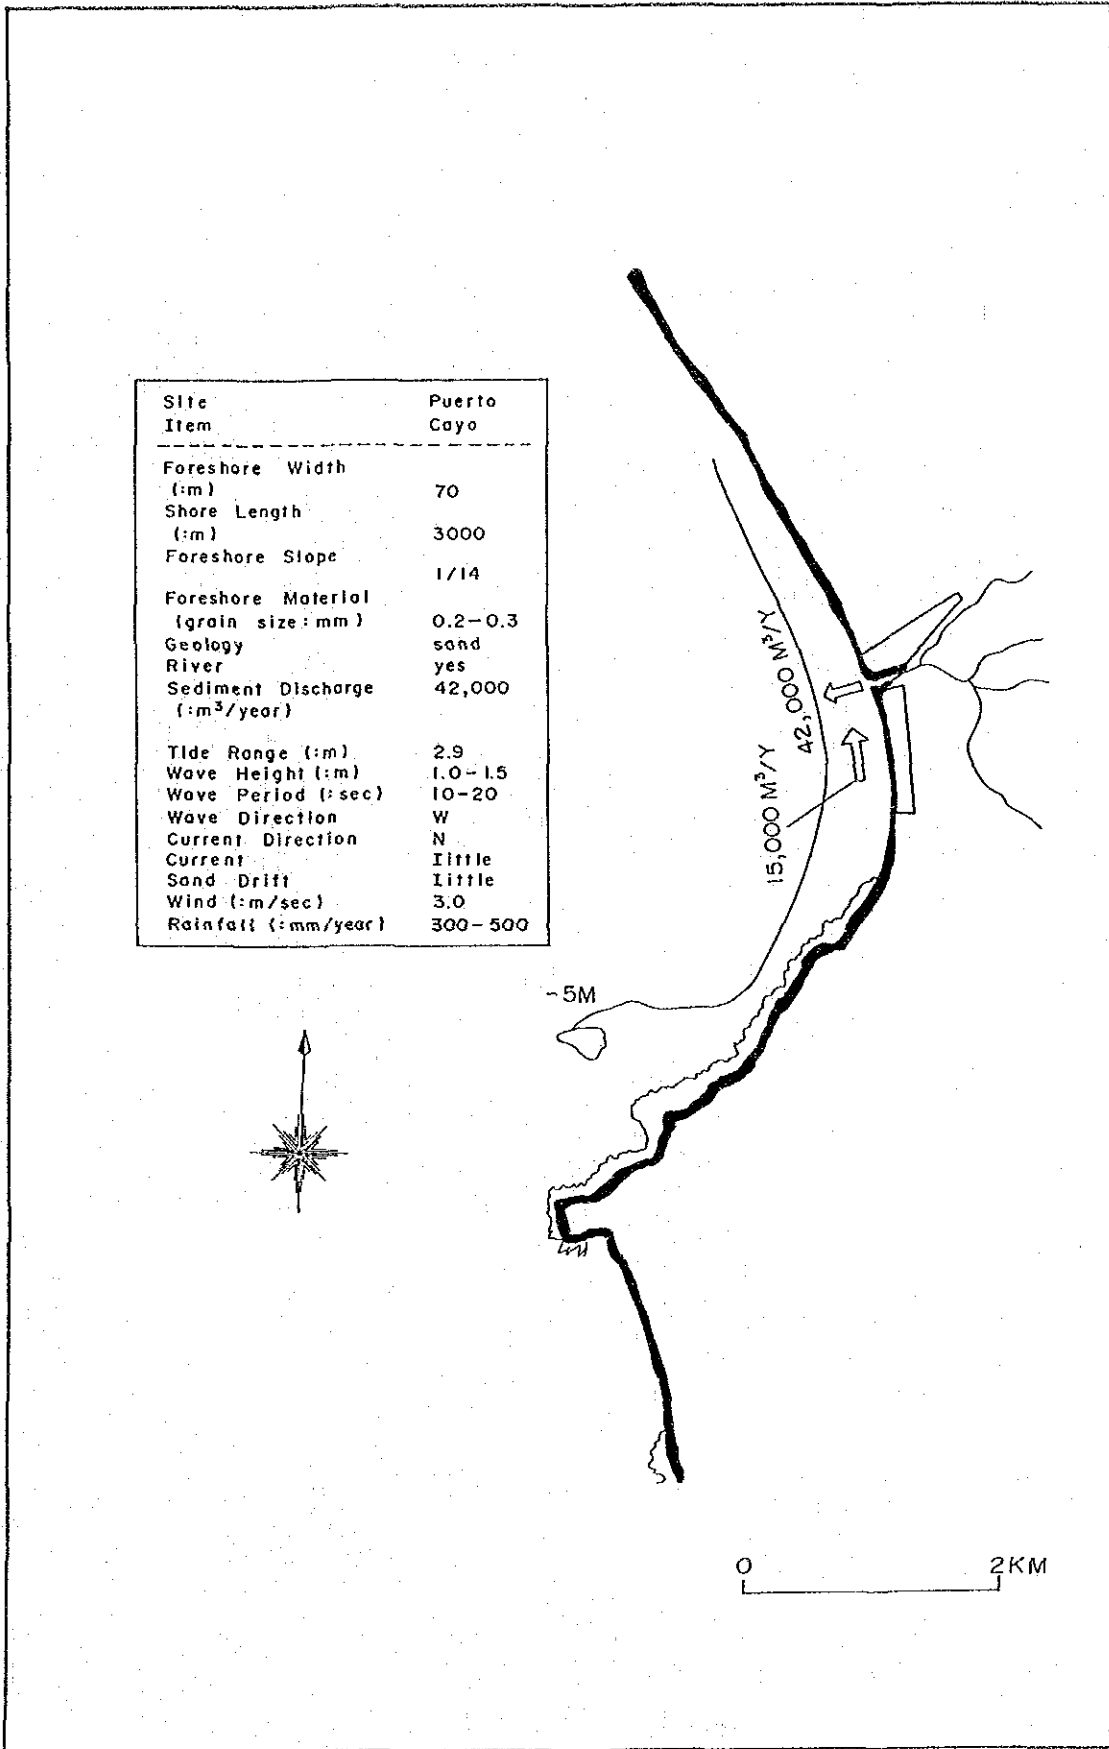 Site Puerto
Item Cayo
Foreshore Width
(:m) 70
Shore Length
(:m) 3000
Foreshore Slope
1/14
Foreshore Material
(grain size: mm) 0.2-0.3
Geology sand
River yes
Sediment Discharge 42,000
(:m³/year)
Tide Range (:m) 2.9
Wave Height (:m) 1.0-1.5
Wave Period (:sec) 10-20
Wave Direction W
Current Direction N
Current little
Sand Drift little
Wind (:m/sec) 3.0
Rainfall (:mm/year) 300-500
42,000 M³/Y
15,000 M³/Y
-5M
0 2KM